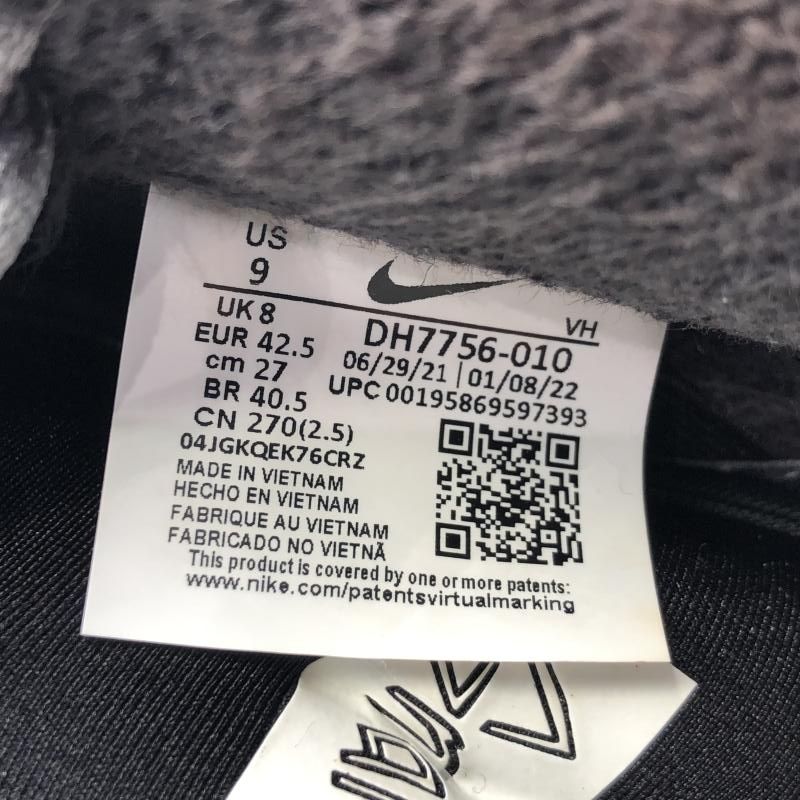 US
9
VH
UK 8
EUR 42.5
cm 27
BR 40.5
CN 270(2.5)
04JGKQEK76CRZ
DH7756-010
06/29/21 | 01/08/22
UPC 00195869597393
MADE IN VIETNAM
HECHO EN VIETNAM
FABRIQUE AU VIETNAM
FABRICADO NO VIETNÃ
This product is covered by one or more patents:
www.nike.com/patentsvirtualmarking